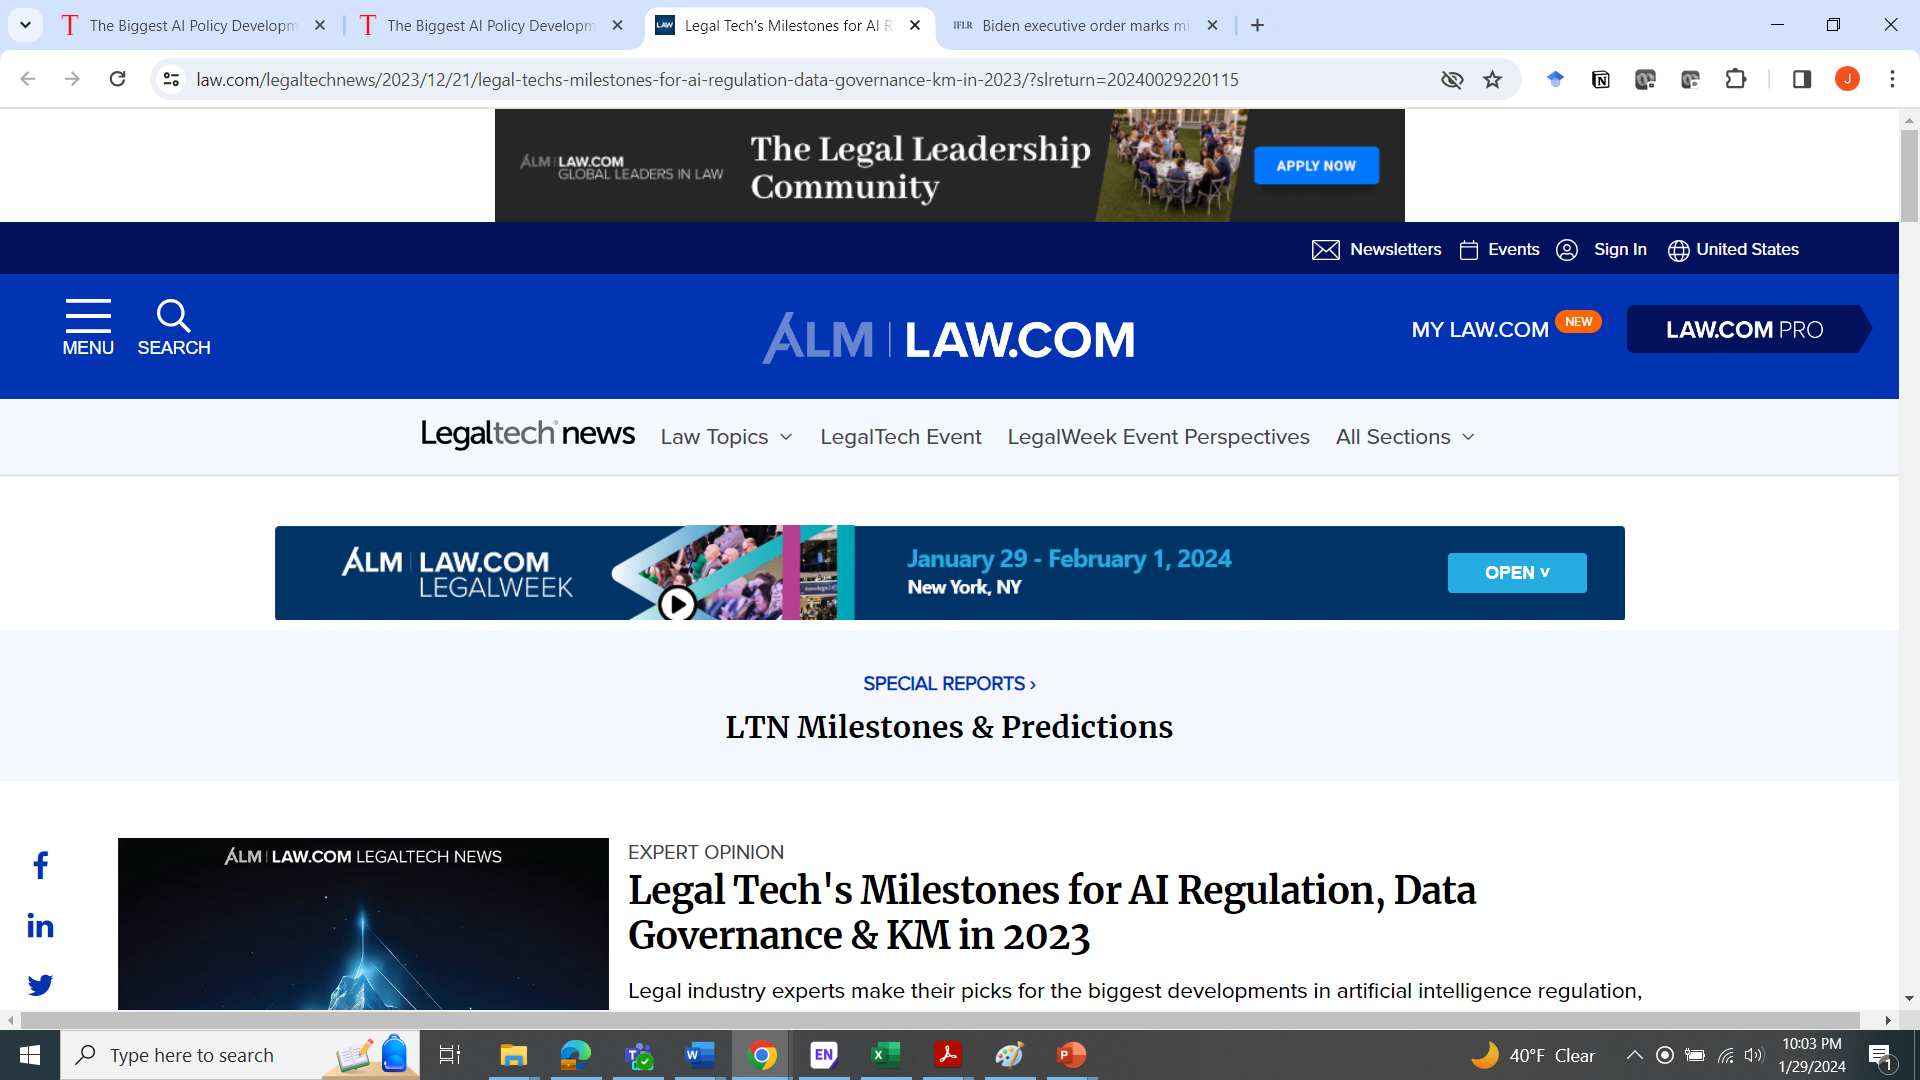 The Biggest AI Policy Developm
The Biggest AI Policy Developm
LAW
Legal Tech's Milestones for AI R
IFLR
Biden executive order marks mi
law.com/legaltechnews/2023/12/21/legal-techs-milestones-for-ai-regulation-data-governance-km-in-2023/?slreturn=20240029220115
J
ALM | LAW.COM
GLOBAL LEADERS IN LAW
The Legal Leadership
Community
APPLY NOW
Newsletters
Events
Sign In
United States
MENU
SEARCH
ALM | LAW.COM
MY LAW.COM
NEW
LAW.COM PRO
Legaltech® news
Law Topics
LegalTech Event
LegalWeek Event Perspectives
All Sections
ALM | LAW.COM
LEGALWEEK
January 29 - February 1, 2024
New York, NY
OPEN V
SPECIAL REPORTS ›
LTN Milestones & Predictions
ALM | LAW.COM LEGALTECH NEWS
EXPERT OPINION
Legal Tech's Milestones for AI Regulation, Data
Governance & KM in 2023
Legal industry experts make their picks for the biggest developments in artificial intelligence regulation,
Type here to search
EN
40°F Clear
10:03 PM
1/29/2024
1